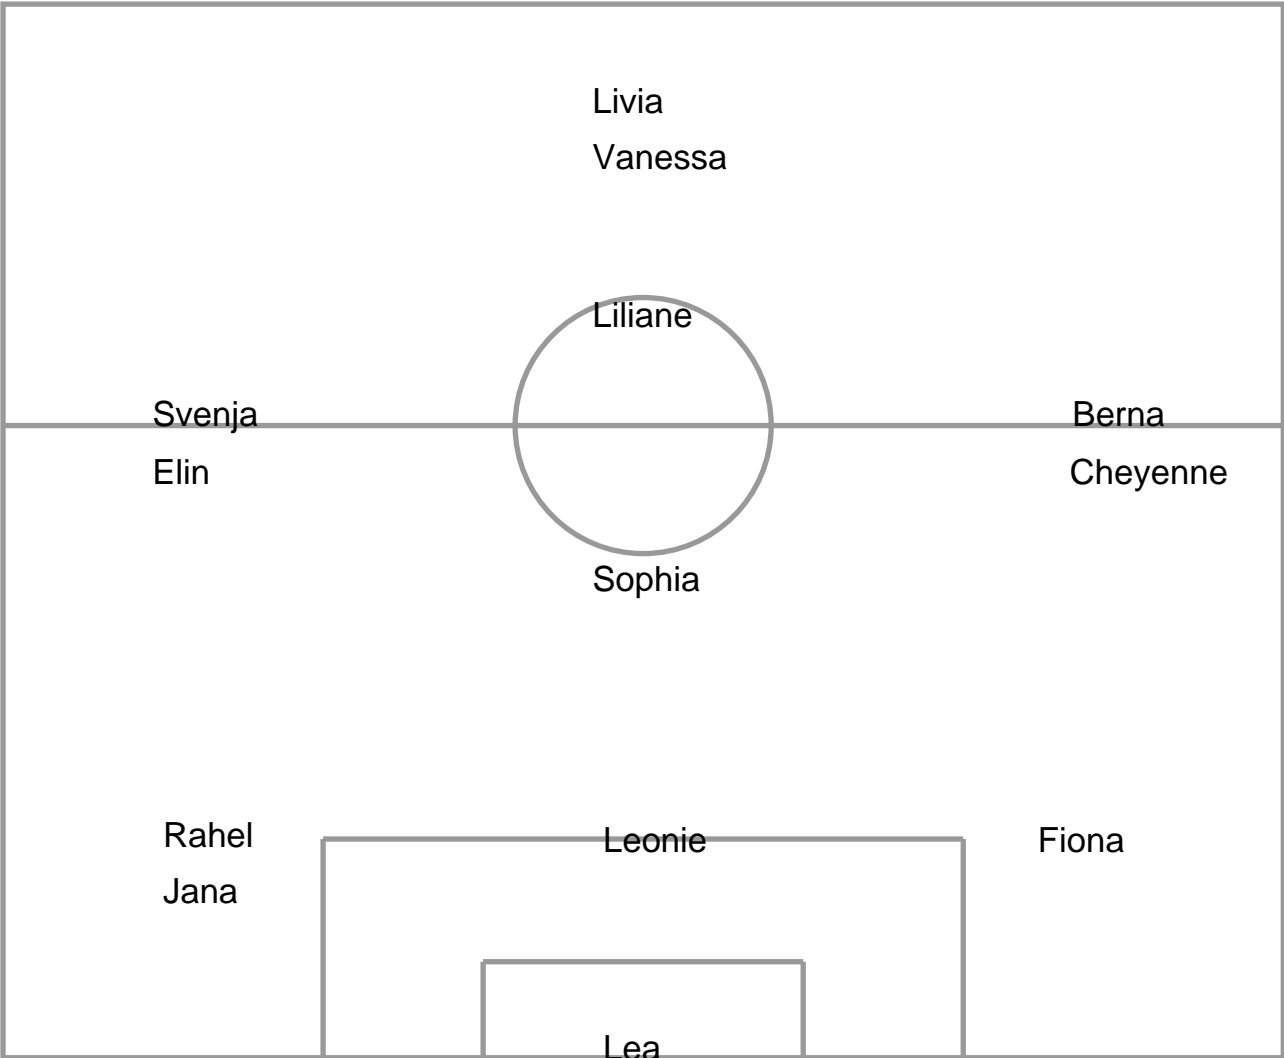 Livia
Vanessa
Liliane
Svenja
Berna
Elin
Cheyenne
Sophia
Rahel
Leonie
Fiona
Jana
Lea